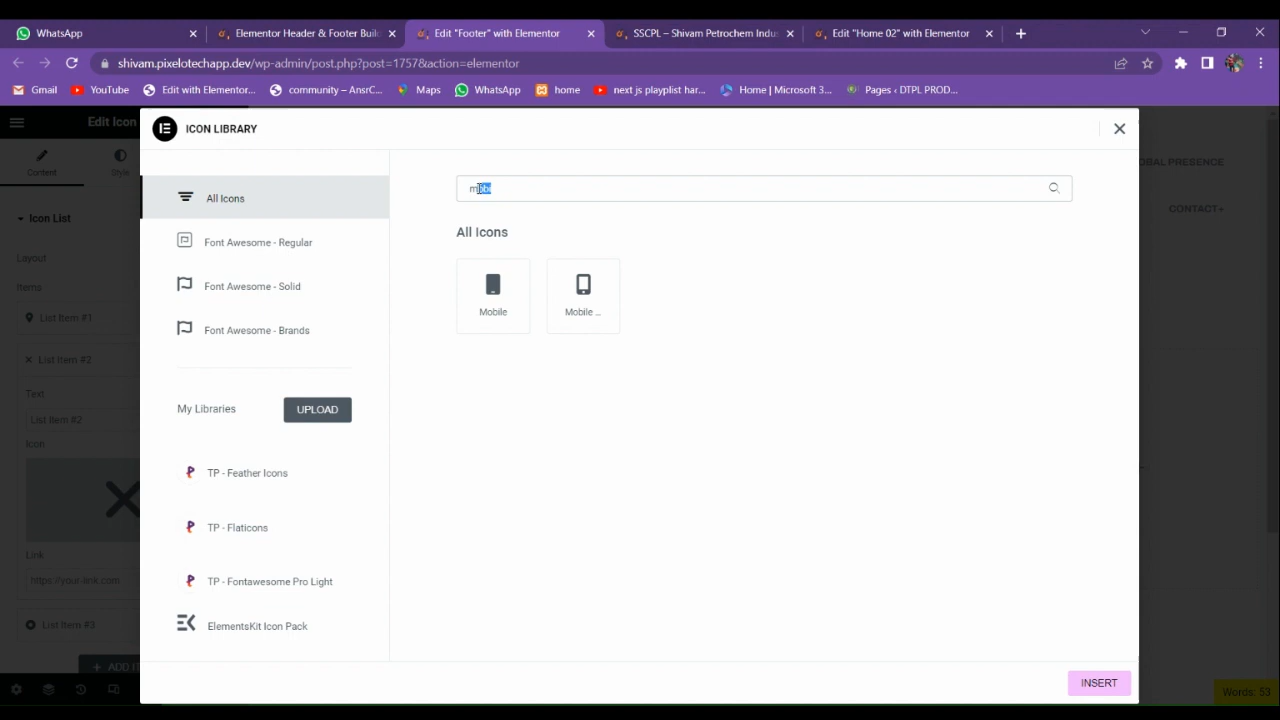 WhatsApp
Elementor Header & Footer Buil
Edit "Footer" with Elementor
SSCPL – Shivam Petrochem Indu
Edit "Home 02" with Elementor
shivam.pixelotechapp.dev/wp-admin/post.php?post=1757&action=elementor
Gmail
YouTube
Edit with Elementor...
community – AnsrC...
Maps
WhatsApp
home
next js playlist har...
Home | Microsoft 3...
Pages ‹ DTPL PROD...
Edit Icon
Content
Style
Icon List
Layout
Items
List Item #1
List Item #2
Text
List Item #2
Icon
Link
https://your-link.com
List Item #3
ADD IT
ICON LIBRARY
All Icons
Font Awesome - Regular
Font Awesome - Solid
Font Awesome - Brands
My Libraries
UPLOAD
TP - Feather Icons
TP - Flaticons
TP - Fontawesome Pro Light
ElementsKit Icon Pack
All Icons
Mobile
Mobile ...
INSERT
OBAL PRESENCE
CONTACT+
Words: 53